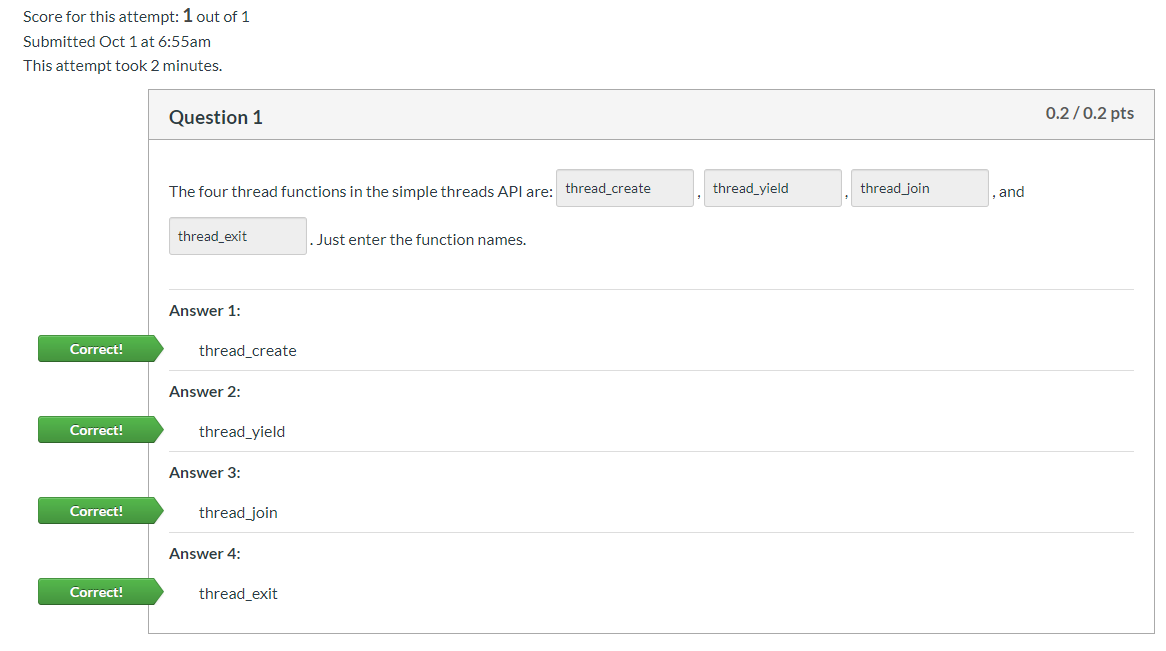 Score for this attempt: 1 out of 1
Submitted Oct 1 at 6:55am
This attempt took 2 minutes.
Question 1
0.2 / 0.2 pts
The four thread functions in the simple threads API are: thread_create , thread_yield , thread_join , and
thread_exit . Just enter the function names.
Answer 1:
Correct!
thread_create
Answer 2:
Correct!
thread_yield
Answer 3:
Correct!
thread_join
Answer 4:
Correct!
thread_exit